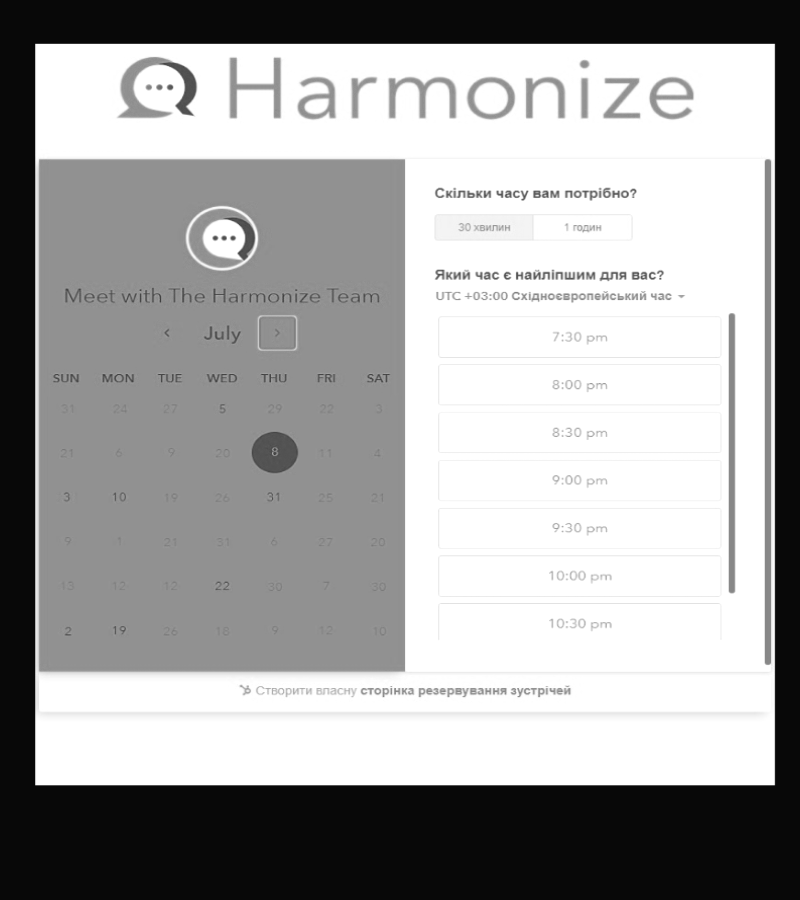 Harmonize
Meet with The Harmonize Team
July
SUN MON TUE WED THU FRI SAT
31 24 27 5 29 22 3
21 6 9 20 8 11 4
3 10 19 26 31 25 21
9 21 31 6 27 20
13 12 12 22 30 7 30
2 19 26 18 9 12 10
Скільки часу вам потрібно?
30 хвилин 1 годин
Який час є найліпшим для вас?
UTC +03:00 Східноєвропейський час
7:30 pm
8:00 pm
8:30 pm
9:00 pm
9:30 pm
10:00 pm
10:30 pm
Створити власну сторінка резервування зустрічей